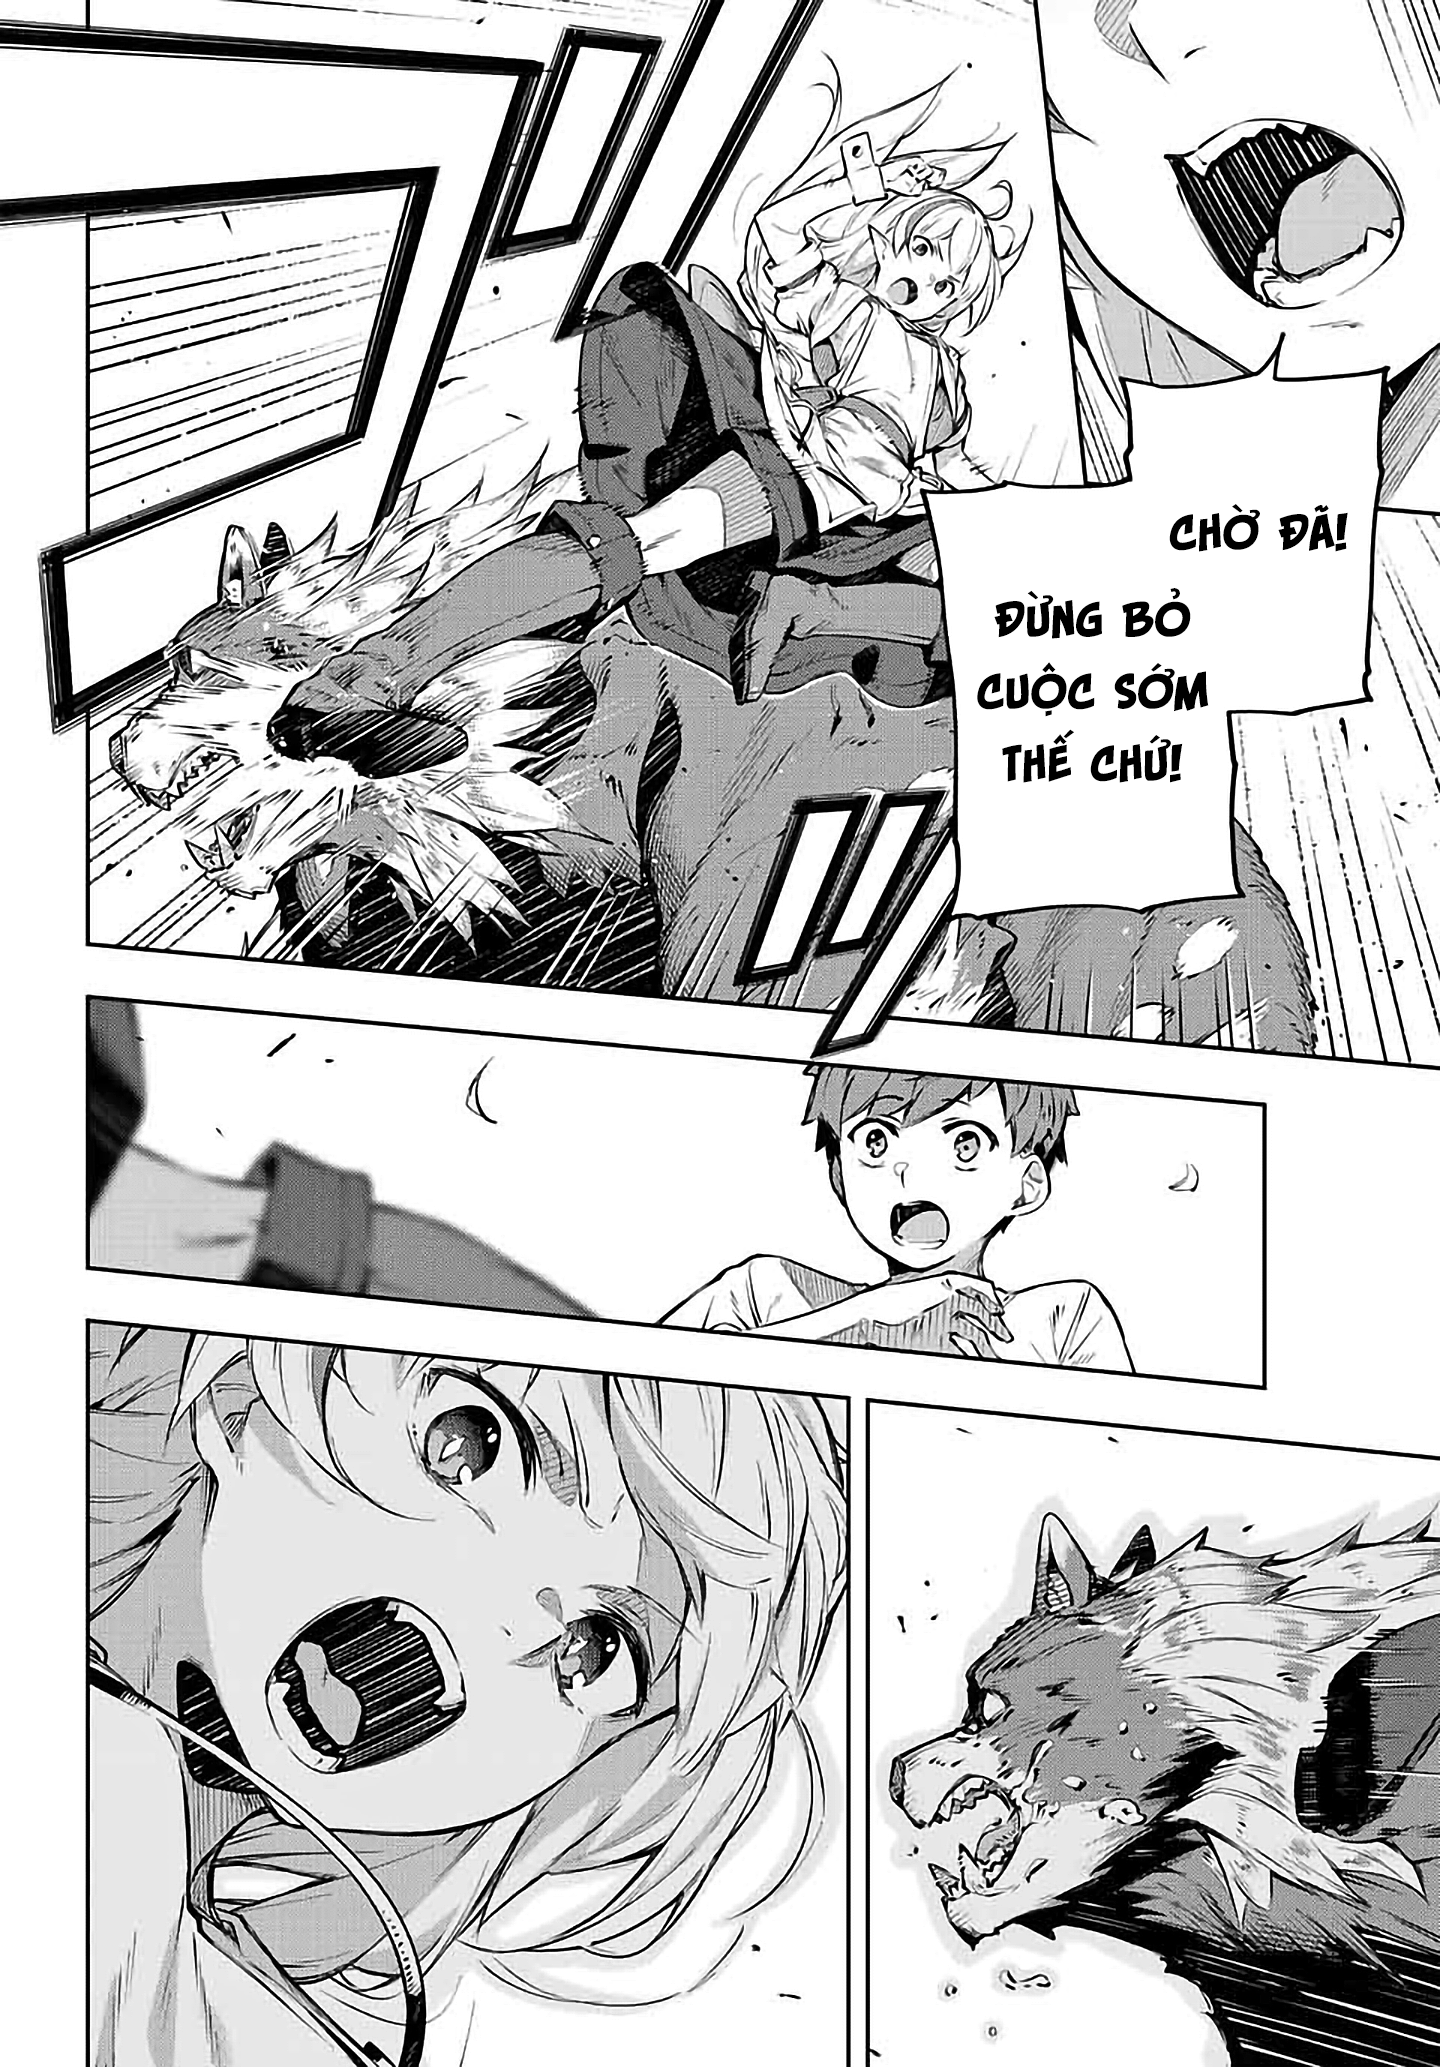 CHỜ ĐÃ!
ĐỪNG BỎ
CUỘC SỚM
THẾ CHỨ!